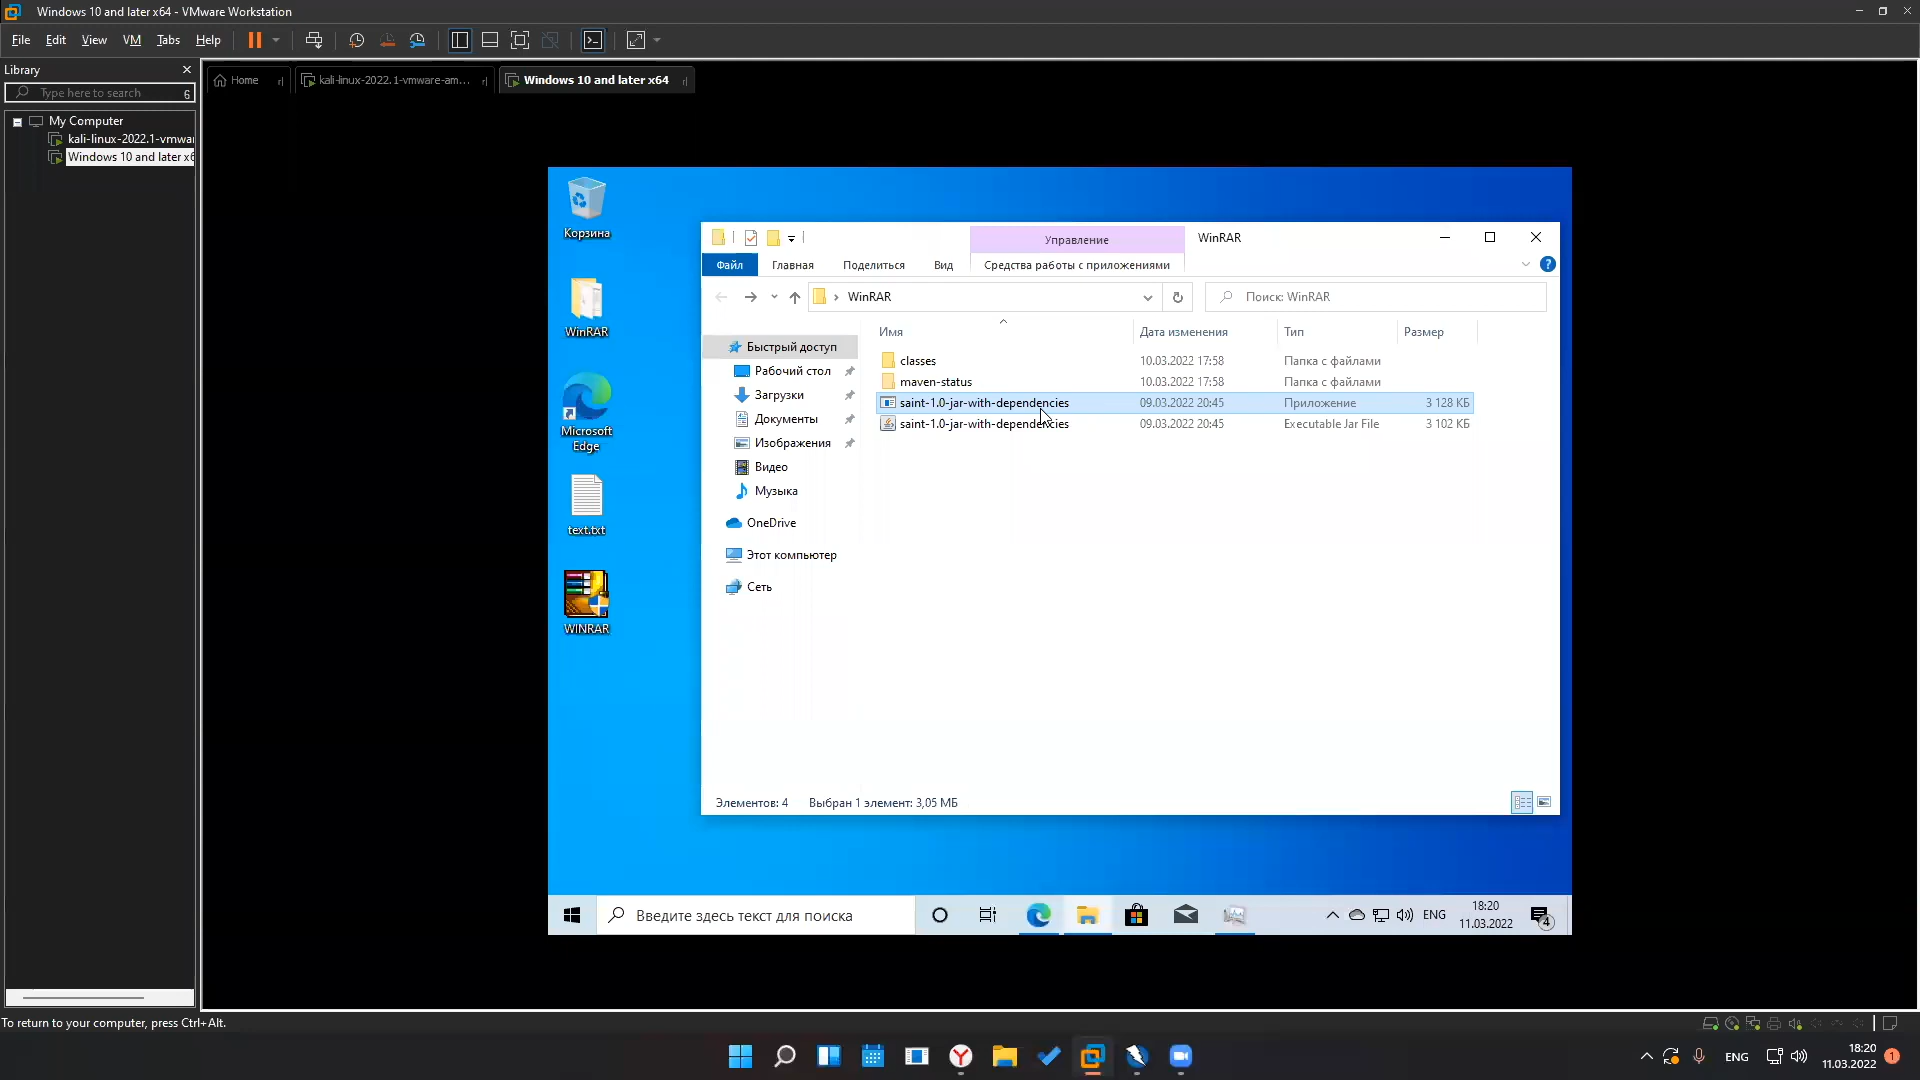 Windows 10 and later x64 - VMware Workstation
File Edit View VM Tabs Help
Library
Type here to search
My Computer
kali-linux-2022.1-vmwar
Windows 10 and later x6
Home
kali-linux-2022.1-vmware-am...
Windows 10 and later x64
Корзина
WinRAR
Microsoft
Edge
text.txt
WINRAR
Управление
WinRAR
Файл Главная Поделиться Вид Средства работы с приложениями
WinRAR
Поиск: WinRAR
Имя Дата изменения Тип Размер
classes 10.03.2022 17:58 Папка с файлами
maven-status 10.03.2022 17:58 Папка с файлами
saint-1.0-jar-with-dependencies 09.03.2022 20:45 Приложение 3 128 КБ
saint-1.0-jar-with-dependencies 09.03.2022 20:45 Executable Jar File 3 102 КБ
Быстрый доступ
Рабочий стол
Загрузки
Документы
Изображения
Видео
Музыка
OneDrive
Этот компьютер
Сеть
Элементов: 4 Выбран 1 элемент: 3,05 МБ
Введите здесь текст для поиска
ENG
18:20
11.03.2022
4
To return to your computer, press Ctrl+Alt.
ENG
18:20
11.03.2022
1